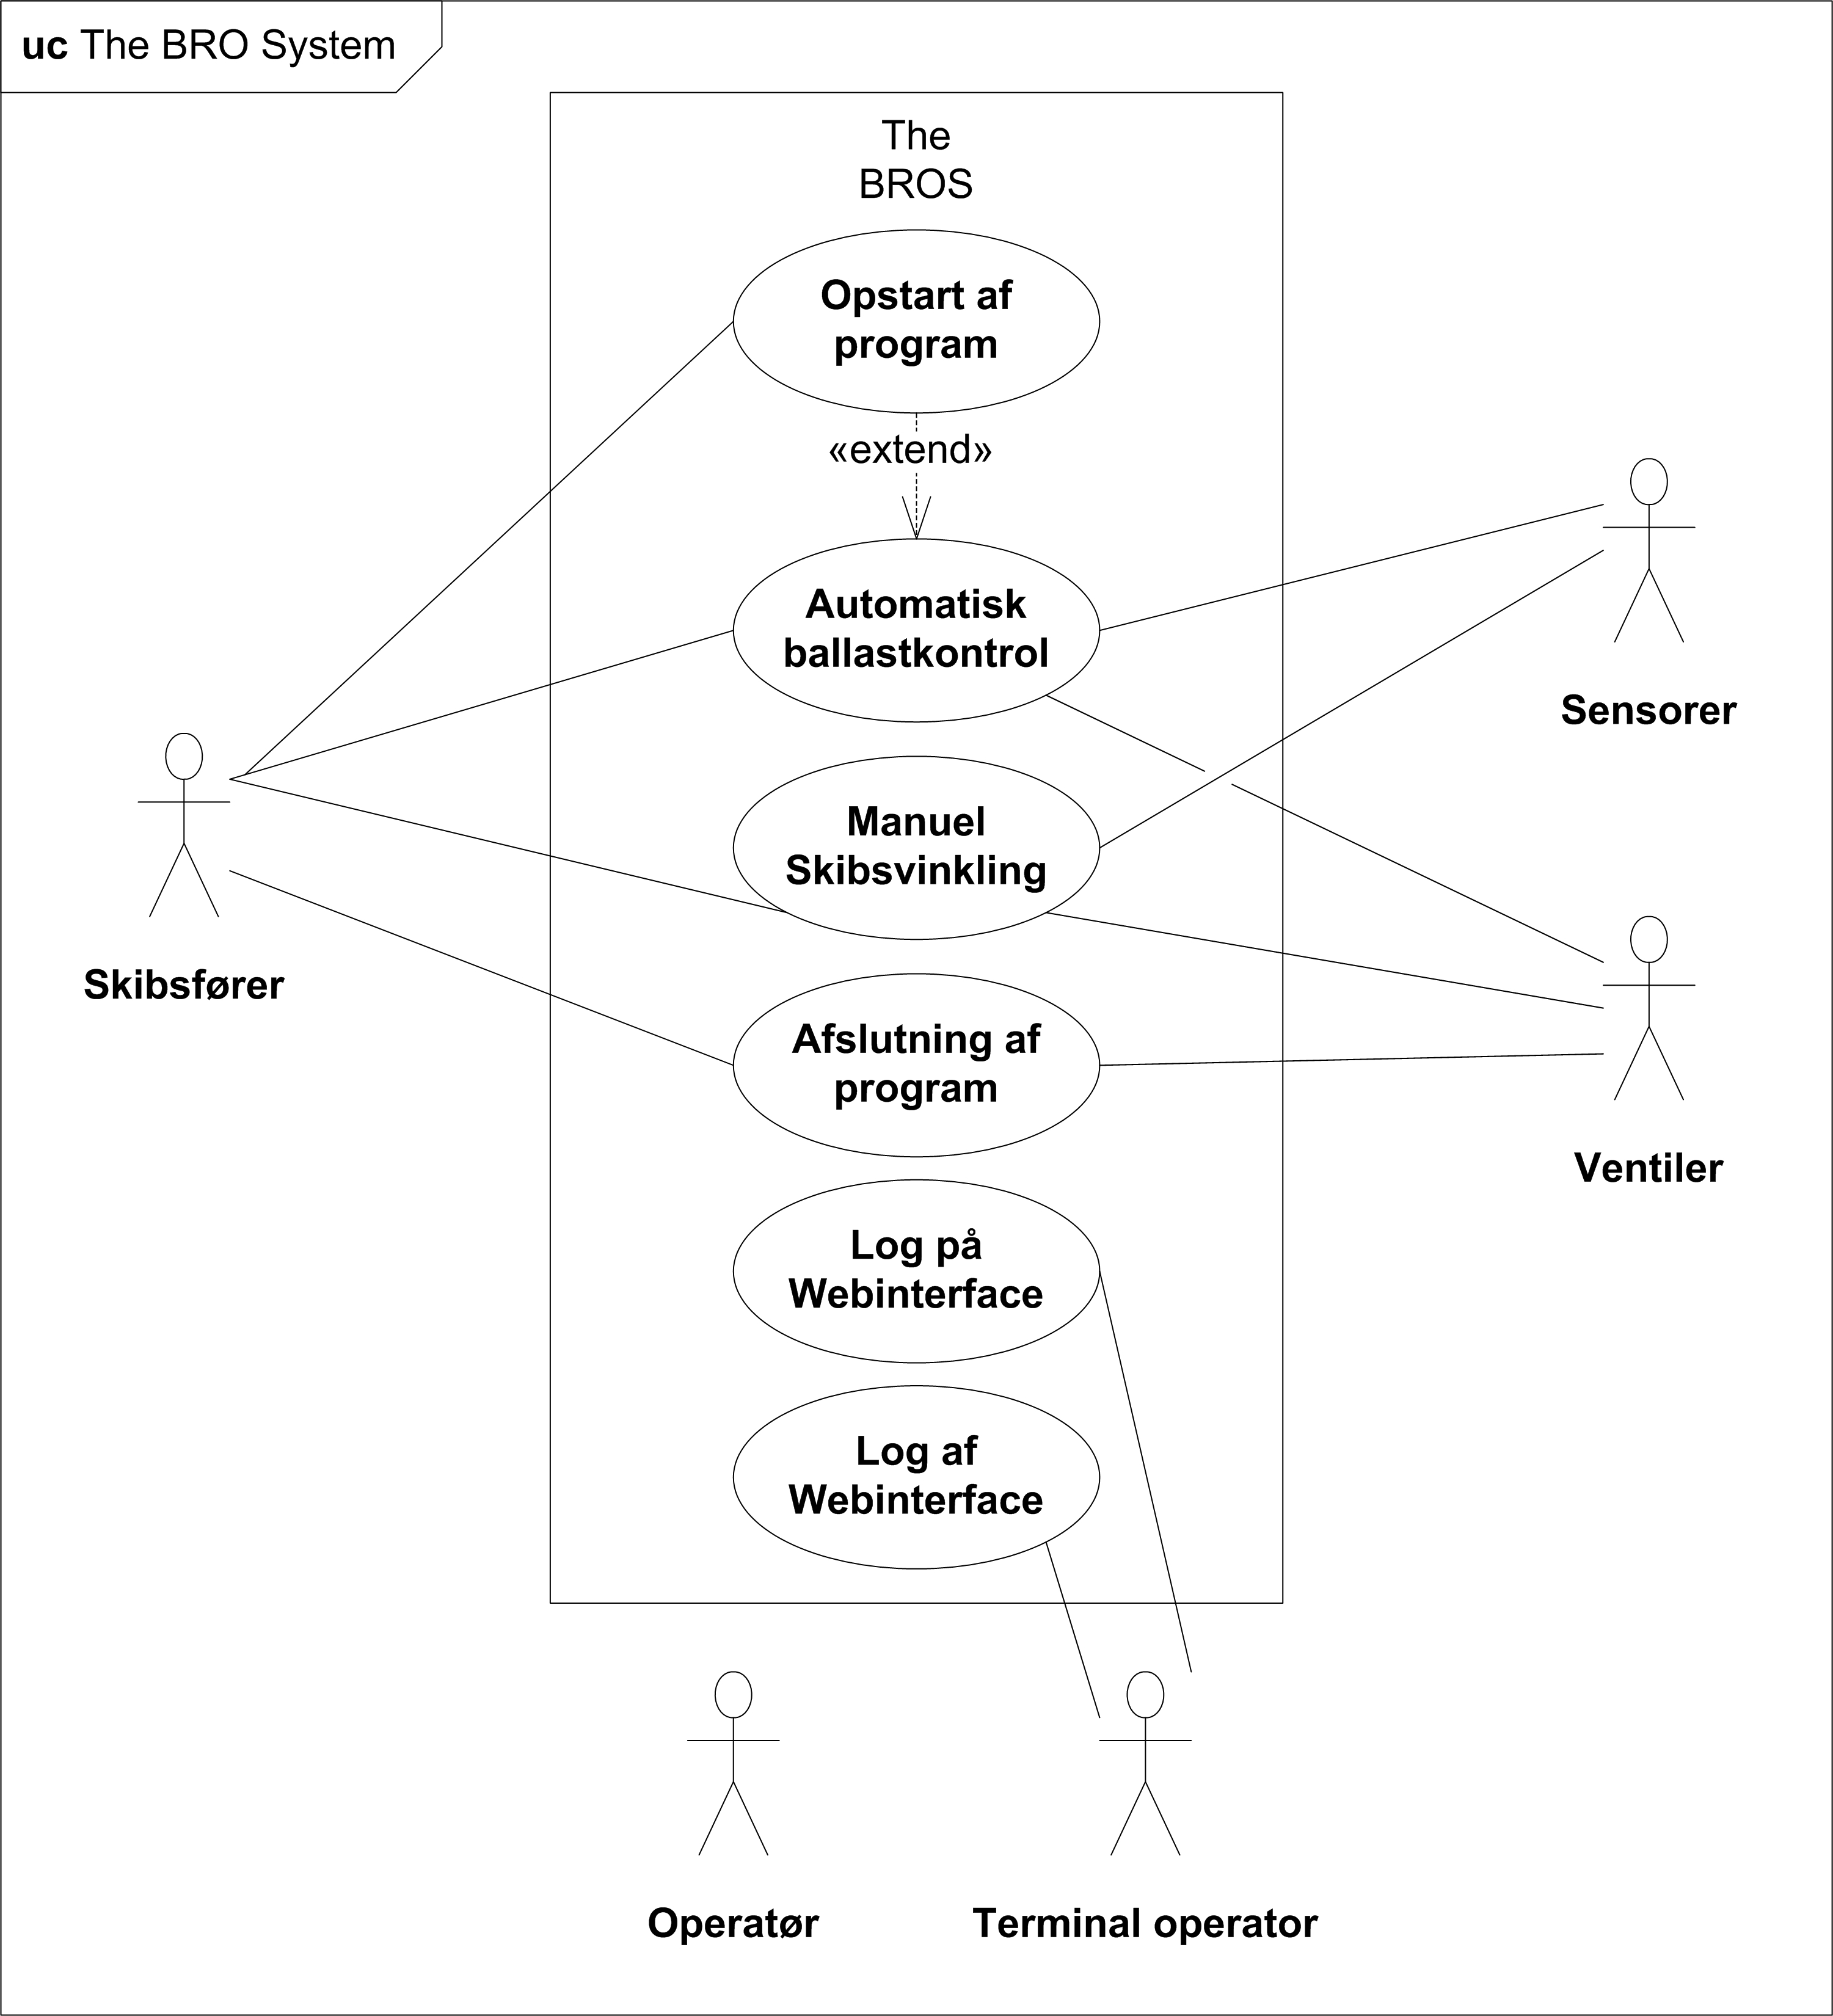 uc The BRO System
The
BROS
Opstart af
program
«extend»
Automatisk
ballastkontrol
Sensorer
Manuel
Skibsvinkling
Skibsfører
Afslutning af
program
Ventiler
Log på
Webinterface
Log af
Webinterface
Operatør
Terminal operator